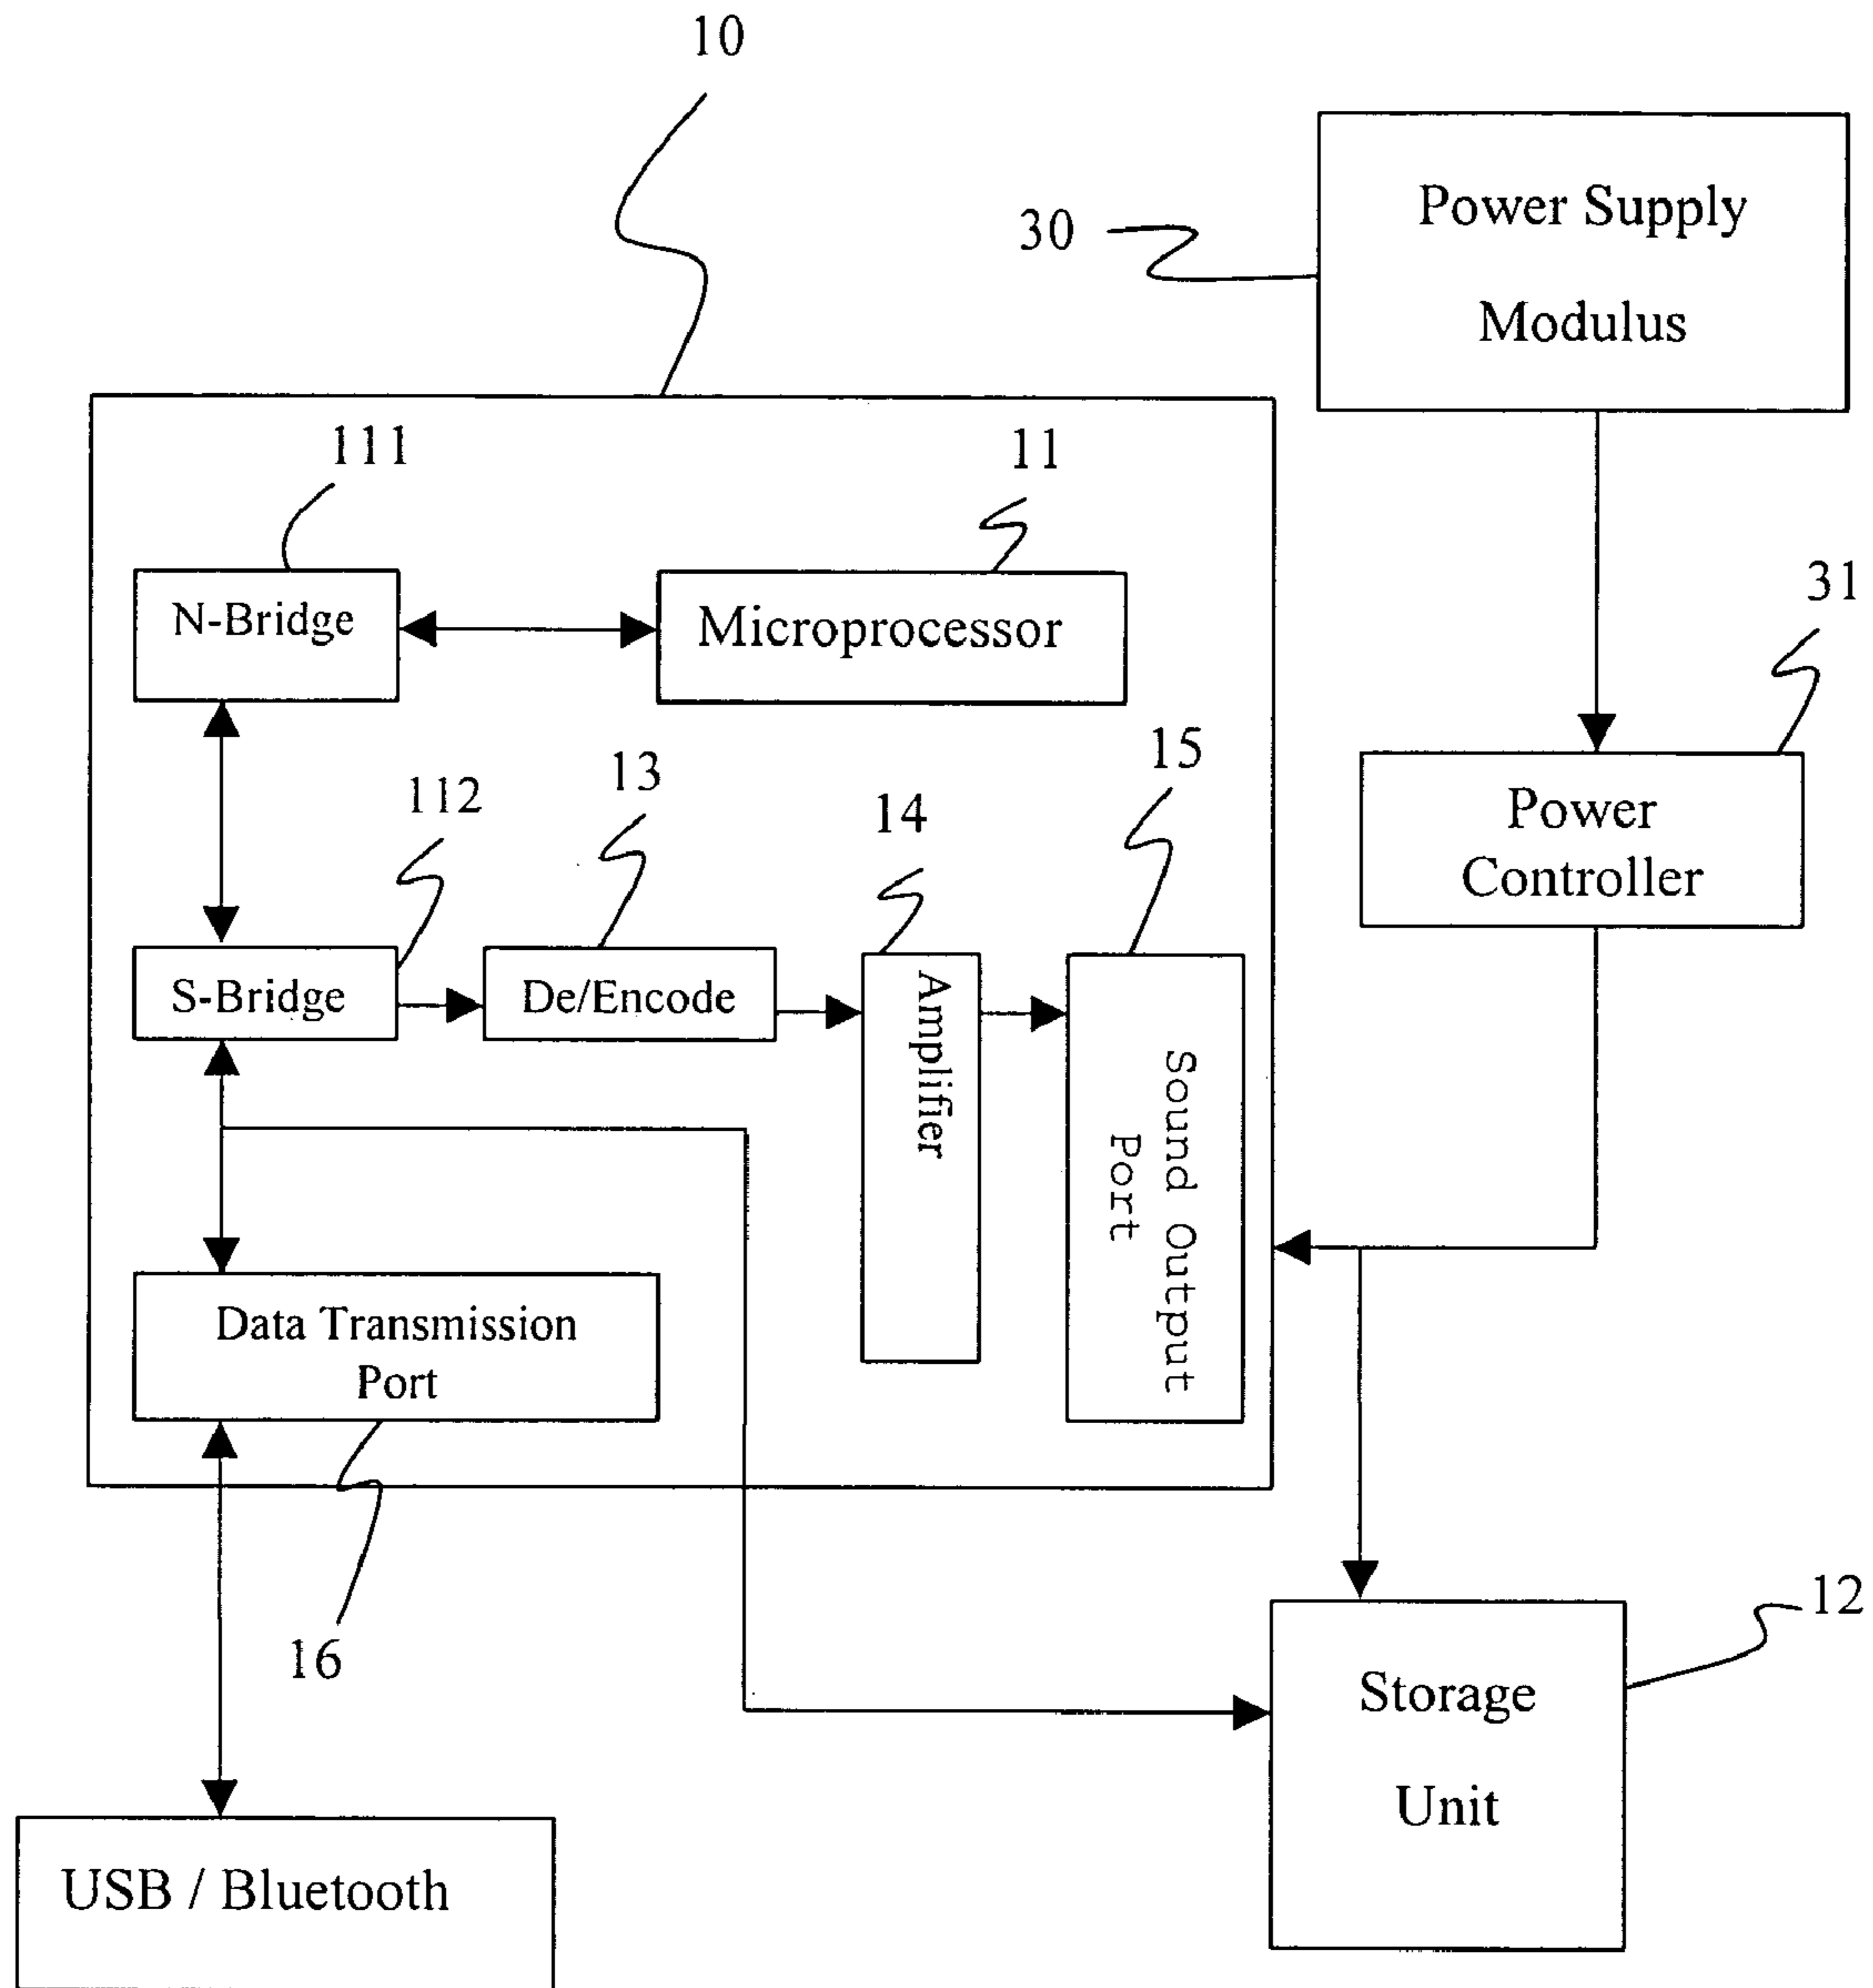 10
Power Supply
Modulus
30
111
11
N-Bridge
Microprocessor
31
Power
Controller
112
13
14
15
S-Bridge
De/Encode
Amplifier
Sound Output
Port
Data Transmission
Port
16
12
Storage
Unit
USB / Bluetooth